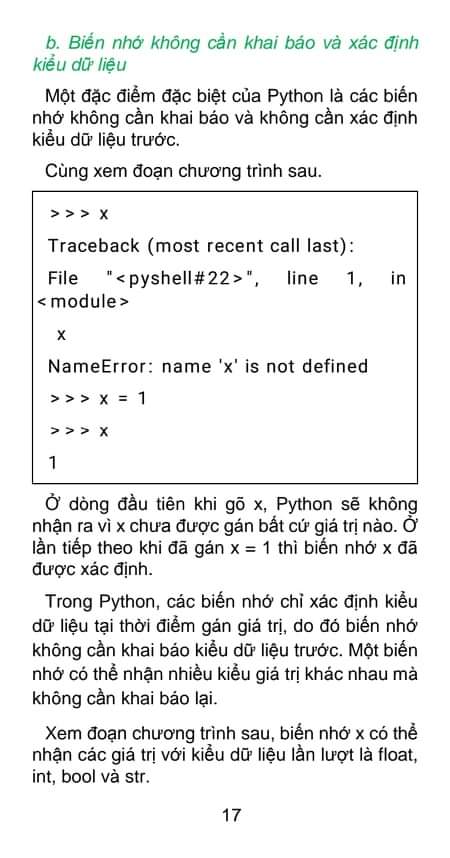 b. Biến nhớ không cần khai báo và xác định
kiểu dữ liệu
Một đặc điểm đặc biệt của Python là các biến
nhớ không cần khai báo và không cần xác định
kiểu dữ liệu trước.
Cùng xem đoạn chương trình sau.
>>> x
Traceback (most recent call last):
File "<pyshell#22>", line 1, in
<module>
x
NameError: name 'x' is not defined
>>> x = 1
>>> x
1
Ở dòng đầu tiên khi gõ x, Python sẽ không
nhận ra vì x chưa được gán bất cứ giá trị nào. Ở
lần tiếp theo khi đã gán x = 1 thì biến nhớ x đã
được xác định.
Trong Python, các biến nhớ chỉ xác định kiểu
dữ liệu tại thời điểm gán giá trị, do đó biến nhớ
không cần khai báo kiểu dữ liệu trước. Một biến
nhớ có thể nhận nhiều kiểu giá trị khác nhau mà
không cần khai báo lại.
Xem đoạn chương trình sau, biến nhớ x có thể
nhận các giá trị với kiểu dữ liệu lần lượt là float,
int, bool và str.
17